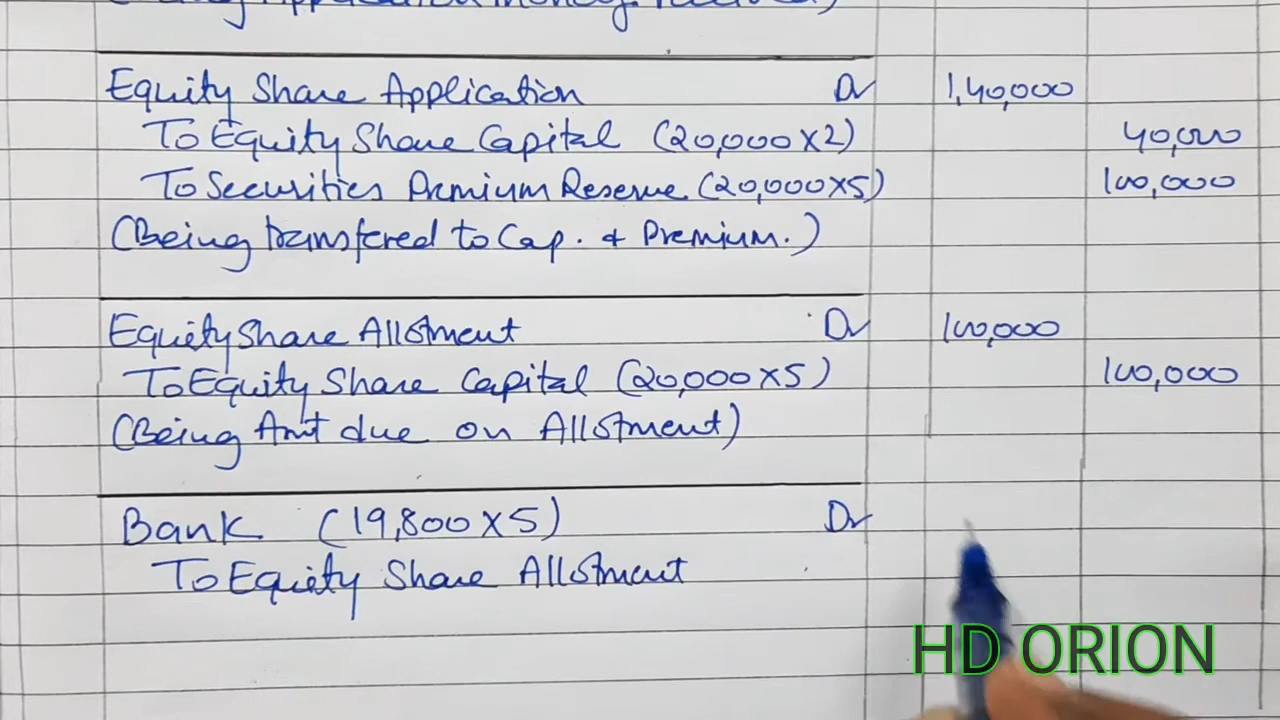 Equity Share Application Dr 1,40,000
To Equity Share Capital (20,000X2) 40,000
To Securities Premium Reserve (20,000X5) 100,000
(Being transfered to Cap. & Premium.)
Equity Share Allotment Dr 100,000
To Equity Share Capital (20,000X5) 100,000
(Being Amt due on Allotment)
Bank (19,800X5) Dr
To Equity Share Allotment
HD ORION